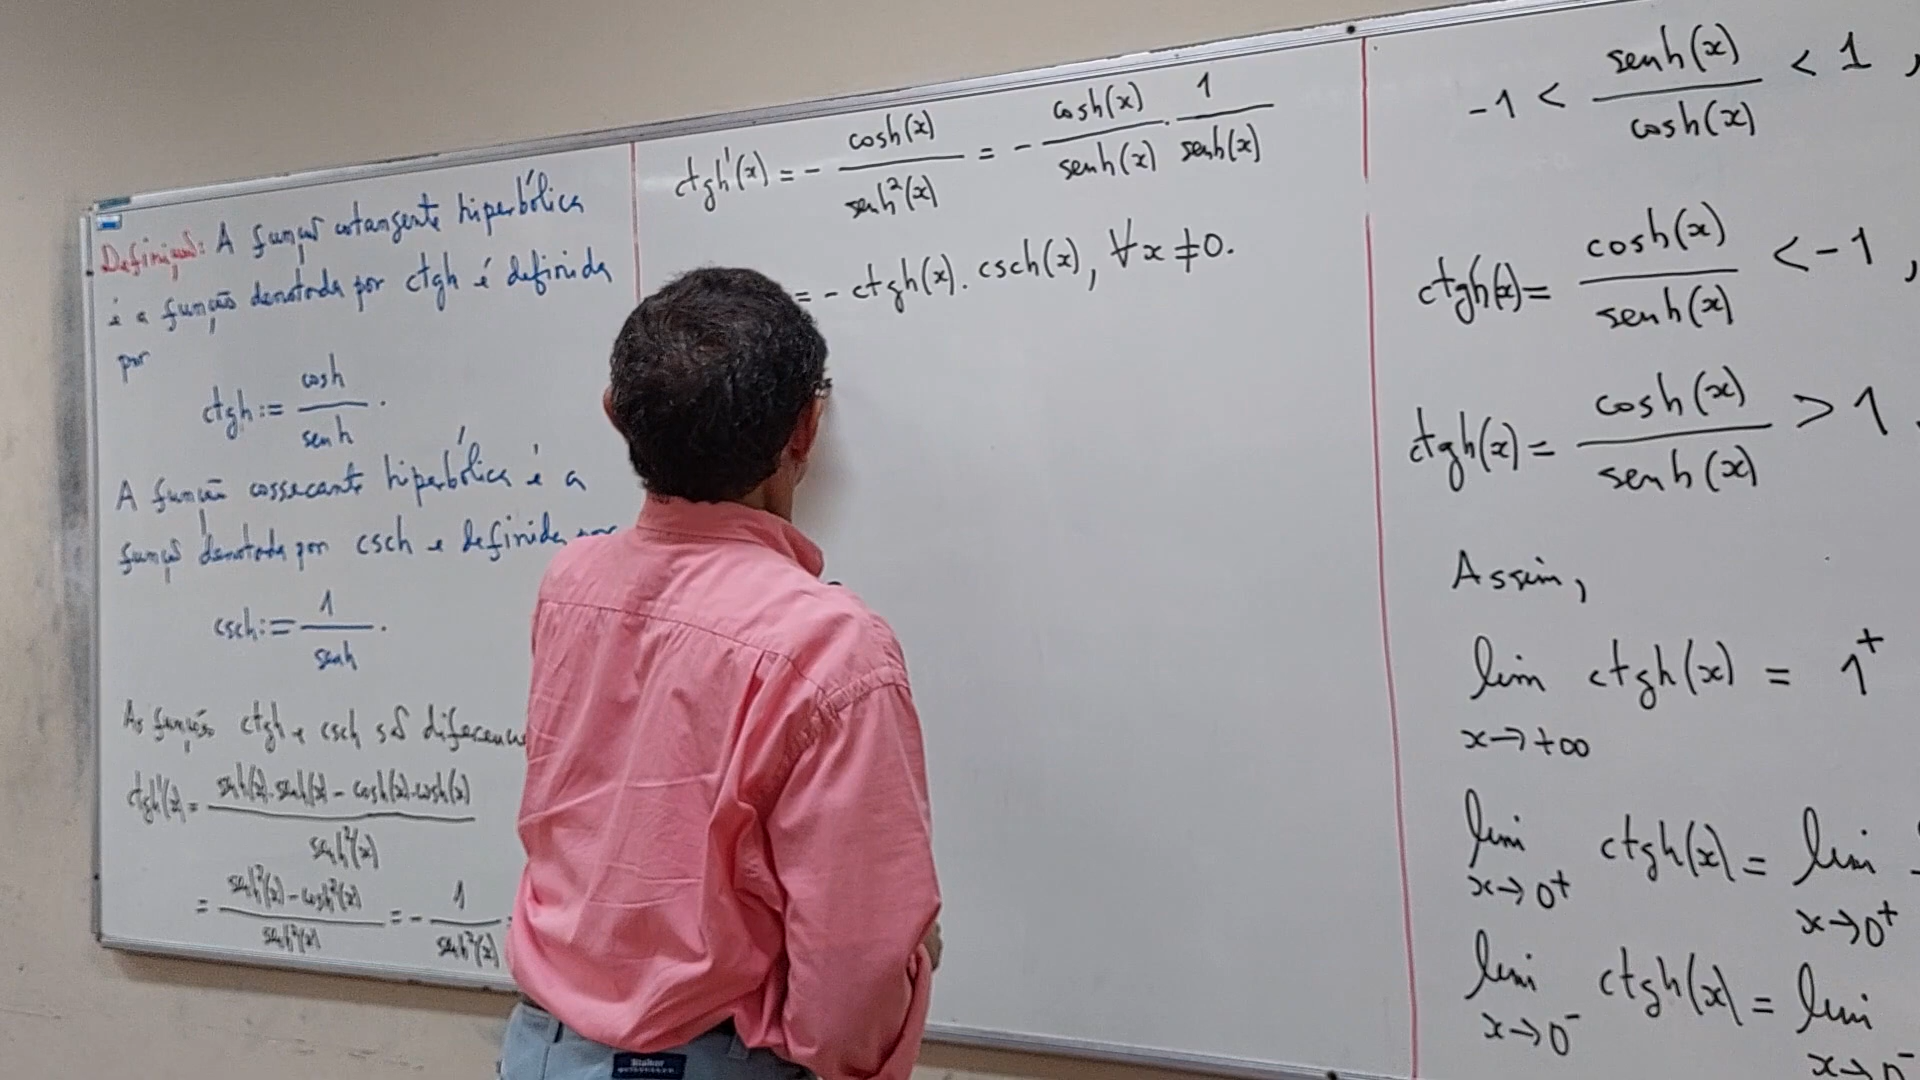 Definição: A função cotangente hiperbólica
é a função denotada por ctgh é definida
por
ctgh := cosh / senh .
A função cossecante hiperbólica é a
função denotada por csch e definida
csch := 1 / senh .
As funções ctgh e csch são
ctgh'(x) = senh(x)·senh(x) - cosh(x)·cosh(x) / senh²(x)
= senh²(x) - cosh²(x) / senh²(x) = - 1 / senh²(x)
ctgh'(x) = - cosh(x) / senh²(x) = - cosh(x) / senh(x) · 1 / senh(x)
= - ctgh(x). csch(x), ∀x ≠ 0.
-1 < senh(x) / cosh(x) < 1 ,
ctgh(x) = cosh(x) / senh(x) < -1 ,
ctgh(x) = cosh(x) / senh(x) > 1
Assim,
lim x→+∞ ctgh(x) = 1⁺
lim x→0⁺ ctgh(x) = lim x→0⁺
lim x→0⁻ ctgh(x) = lim x→0⁻